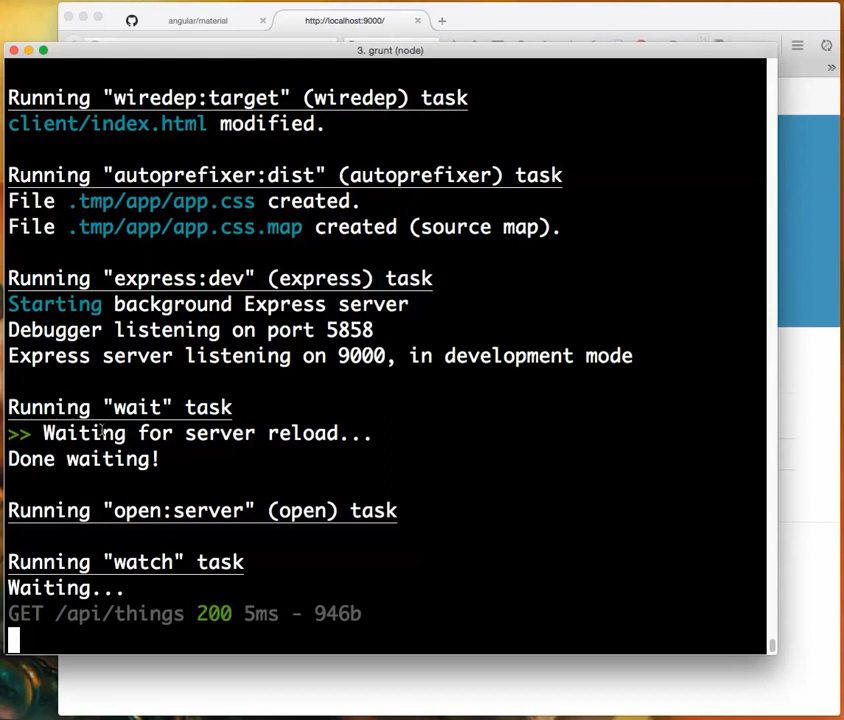 angular/material
http://localhost:9000/
3. grunt (node)
Running "wiredep:target" (wiredep) task
client/index.html modified.
Running "autoprefixer:dist" (autoprefixer) task
File .tmp/app/app.css created.
File .tmp/app/app.css.map created (source map).
Running "express:dev" (express) task
Starting background Express server
Debugger listening on port 5858
Express server listening on 9000, in development mode
Running "wait" task
>> Waiting for server reload...
Done waiting!
Running "open:server" (open) task
Running "watch" task
Waiting...
GET /api/things 200 5ms - 946b